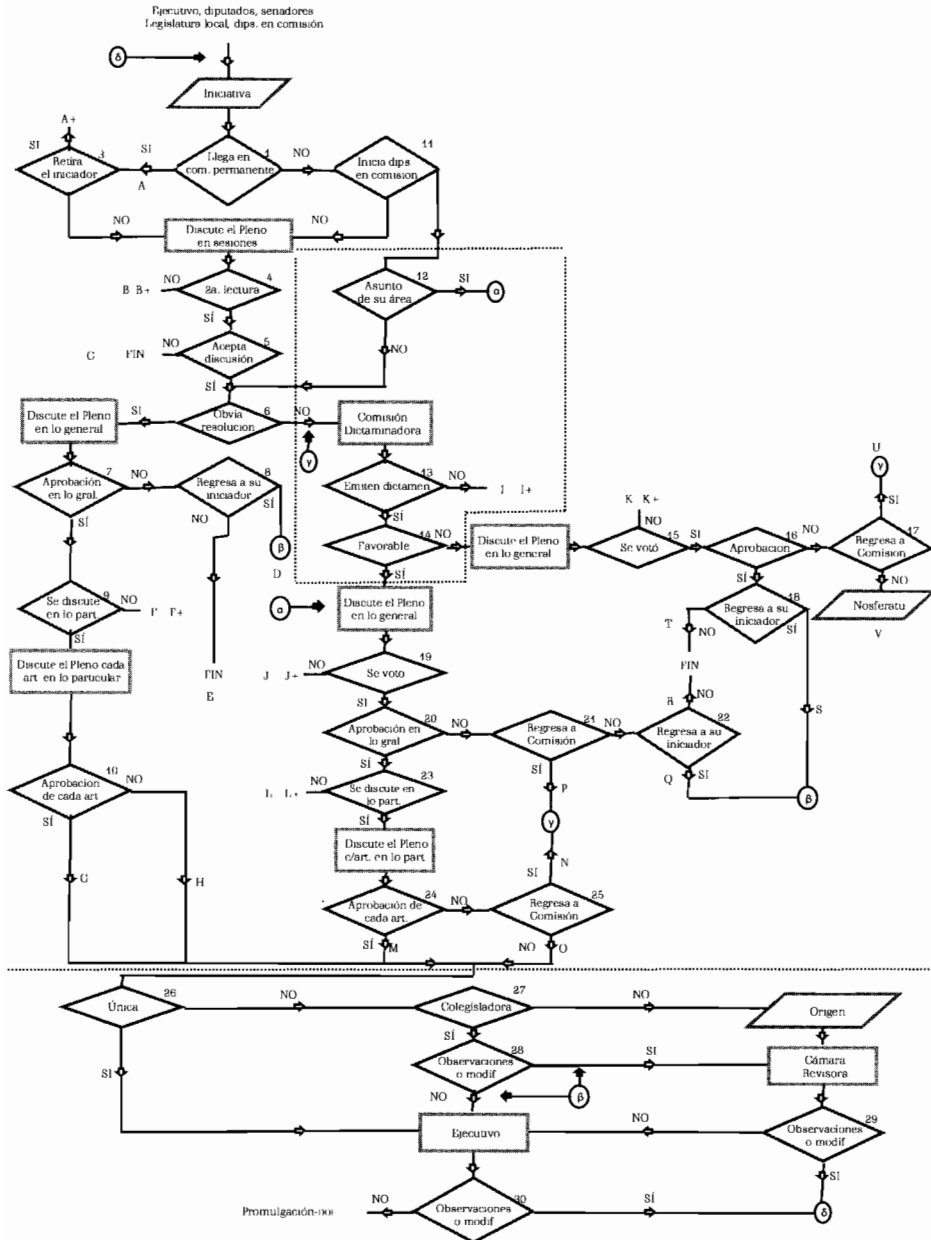 Ejecutivo, diputados, senadores
Legislatura local, dips. en comisión
δ
Iniciativa
A+
SI
3
Retira
el iniciador
SI
A
1
Llega en
com. permanente
NO
11
Inicia dips
en comision
NO
Discute el Pleno
en sesiones
NO
B B+
NO
4
2a. lectura
SÍ
12
Asunto
de su área
SI
α
C
FIN
NO
5
Acepta
discusión
NO
SÍ
Discute el Pleno
en lo general
SI
6
Obvia
resolucion
NO
γ
Comisión
Dictaminadora
7
Aprobación
en lo gral.
NO
SÍ
8
Regresa a su
iniciador
SÍ
NO
β
D
13
Emiten dictamen
NO
I I+
SÍ
14
Favorable
NO
SÍ
Discute el Pleno
en lo general
K K+
NO
15
Se votó
SI
16
Aprobacion
NO
SÍ
U
γ
SI
17
Regresa a
Comision
NO
Nosferatu
V
9
Se discute
en lo part.
NO
F F+
SÍ
α
Discute el Pleno
en lo general
18
Regresa a su
iniciador
T
NO
SÍ
FIN
Discute el Pleno cada
art en lo particular
FIN
E
J J+
NO
19
Se voto
SI
20
Aprobación en
lo gral
NO
SÍ
21
Regresa a
Comisión
NO
SÍ
R
NO
22
Regresa a su
iniciador
S
Q
SI
β
10
Aprobacion
de cada art
NO
SÍ
L L+
NO
23
Se discute en
lo part.
SÍ
P
γ
Discute el Pleno
c/art. en lo part
N
SI
G
H
24
Aprobación de
cada art.
NO
25
Regresa a
Comisión
SÍ
M
NO
O
26
Única
NO
27
Colegisladora
NO
Origen
SÍ
SI
28
Observaciones
o modif
SI
Cámara
Revisora
NO
β
Ejecutivo
NO
29
Observaciones
o modif
SI
Promulgación-DOF
NO
30
Observaciones
o modif
SÍ
δ